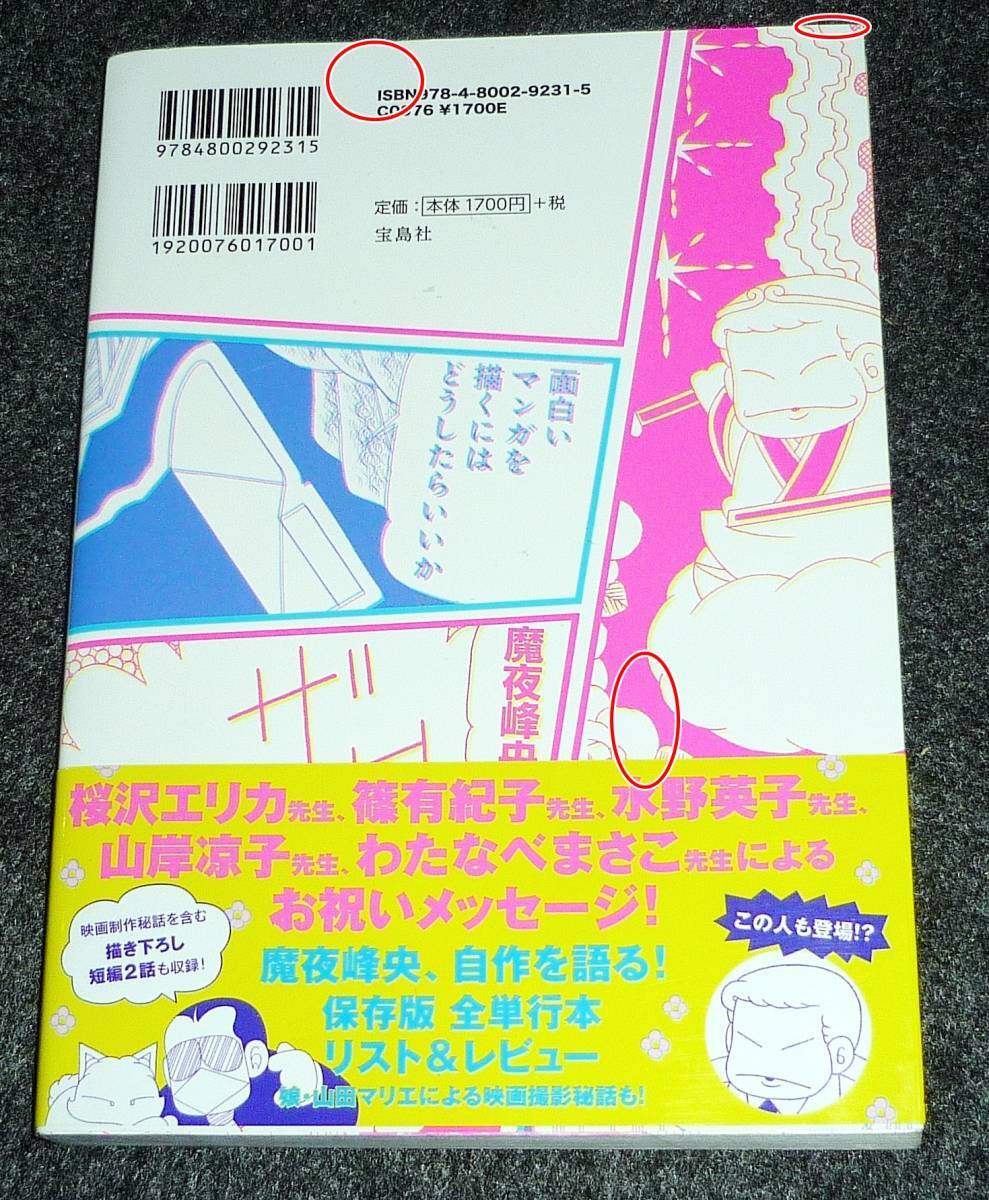 ISBN978-4-8002-9231-5
C0076 ¥1700E
9784800292315
1920076017001
定価：本体 1700円＋税
宝島社
面白い
マンガを
描くには
どうしたらいいか
魔夜峰央
桜沢エリカ先生、篠有紀子先生、水野英子先生、
山岸凉子先生、わたなべまさこ先生による
お祝いメッセージ！
映画制作秘話を含む
描き下ろし
短編2話も収録！
この人も登場!?
魔夜峰央、自作を語る！
保存版 全単行本
リスト＆レビュー
娘・山田マリエによる映画撮影秘話も！